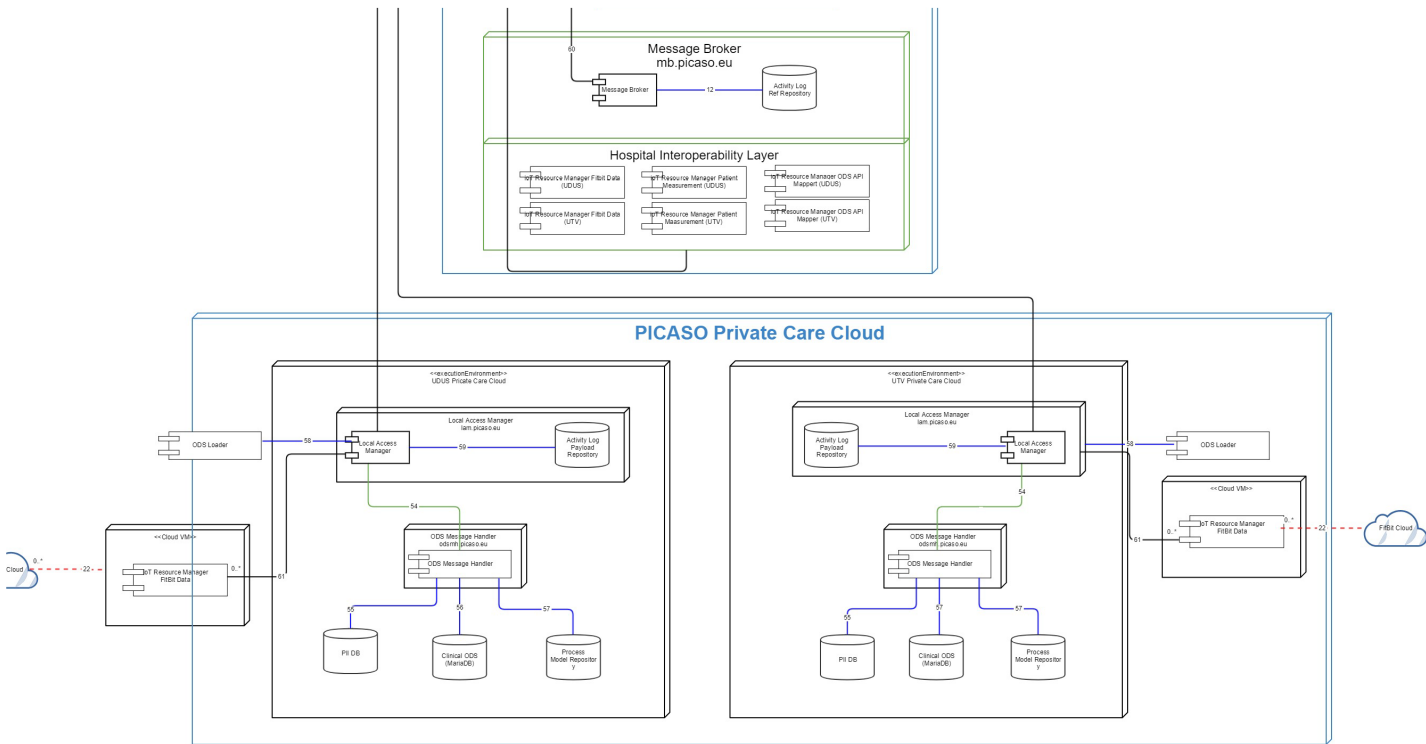 60
Message Broker
mb.picaso.eu
Message Broker
12
Activity Log
Ref Repository
Hospital Interoperability Layer
IoT Resource Manager Fitbit Data
(UDUS)
IoT Resource Manager Patient
Measurement (UDUS)
IoT Resource Manager ODS API
Mappert (UDUS)
IoT Resource Manager Fitbit Data
(UTV)
IoT Resource Manager Patient
Maasurement (UTV)
IoT Resource Manager ODS API
Mapper (UTV)
PICASO Private Care Cloud
<<executionEnvironment>>
UDUS Pricate Care Cloud
Local Access Manager
lam.picaso.eu
Local Access
Manager
59
Activity Log
Payload
Repository
ODS Loader
58
54
ODS Message Handler
odsmh.picaso.eu
ODS Message Handler
55
56
57
PII DB
Clinical ODS
(MariaDB)
Process
Model Repositor
y
<<Cloud VM>>
IoT Resource Manager
FitBit Data
0..*
61
Cloud
0..*
22
<<executionEnvironment>>
UTV Private Care Cloud
Local Access Manager
lam.picaso.eu
Activity Log
Payload
Repository
59
Local Access
Manager
58
ODS Loader
54
ODS Message Handler
odsmh.picaso.eu
ODS Message Handler
55
57
57
PII DB
Clinical ODS
(MariaDB)
Process
Model Repositor
y
<<Cloud VM>>
IoT Resource Manager
FitBit Data
0..*
61
0..*
22
FitBit Cloud